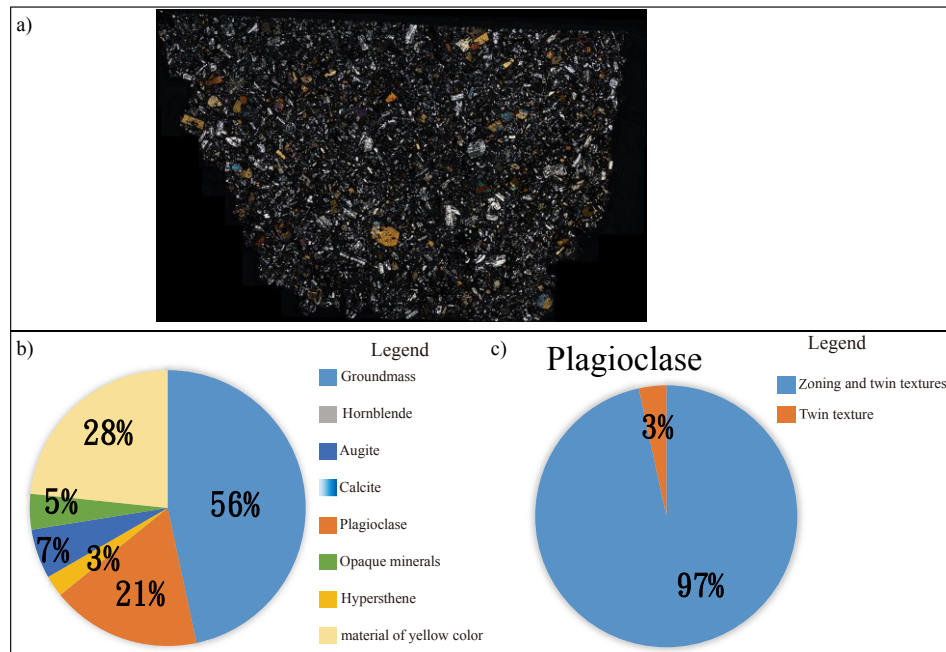 a)
b)
Legend
Groundmass
Hornblende
Augite
Calcite
Plagioclase
Opaque minerals
Hypersthene
material of yellow color
28%
5%
7%
3%
21%
56%
c)
Plagioclase
Legend
Zoning and twin textures
Twin texture
3%
97%